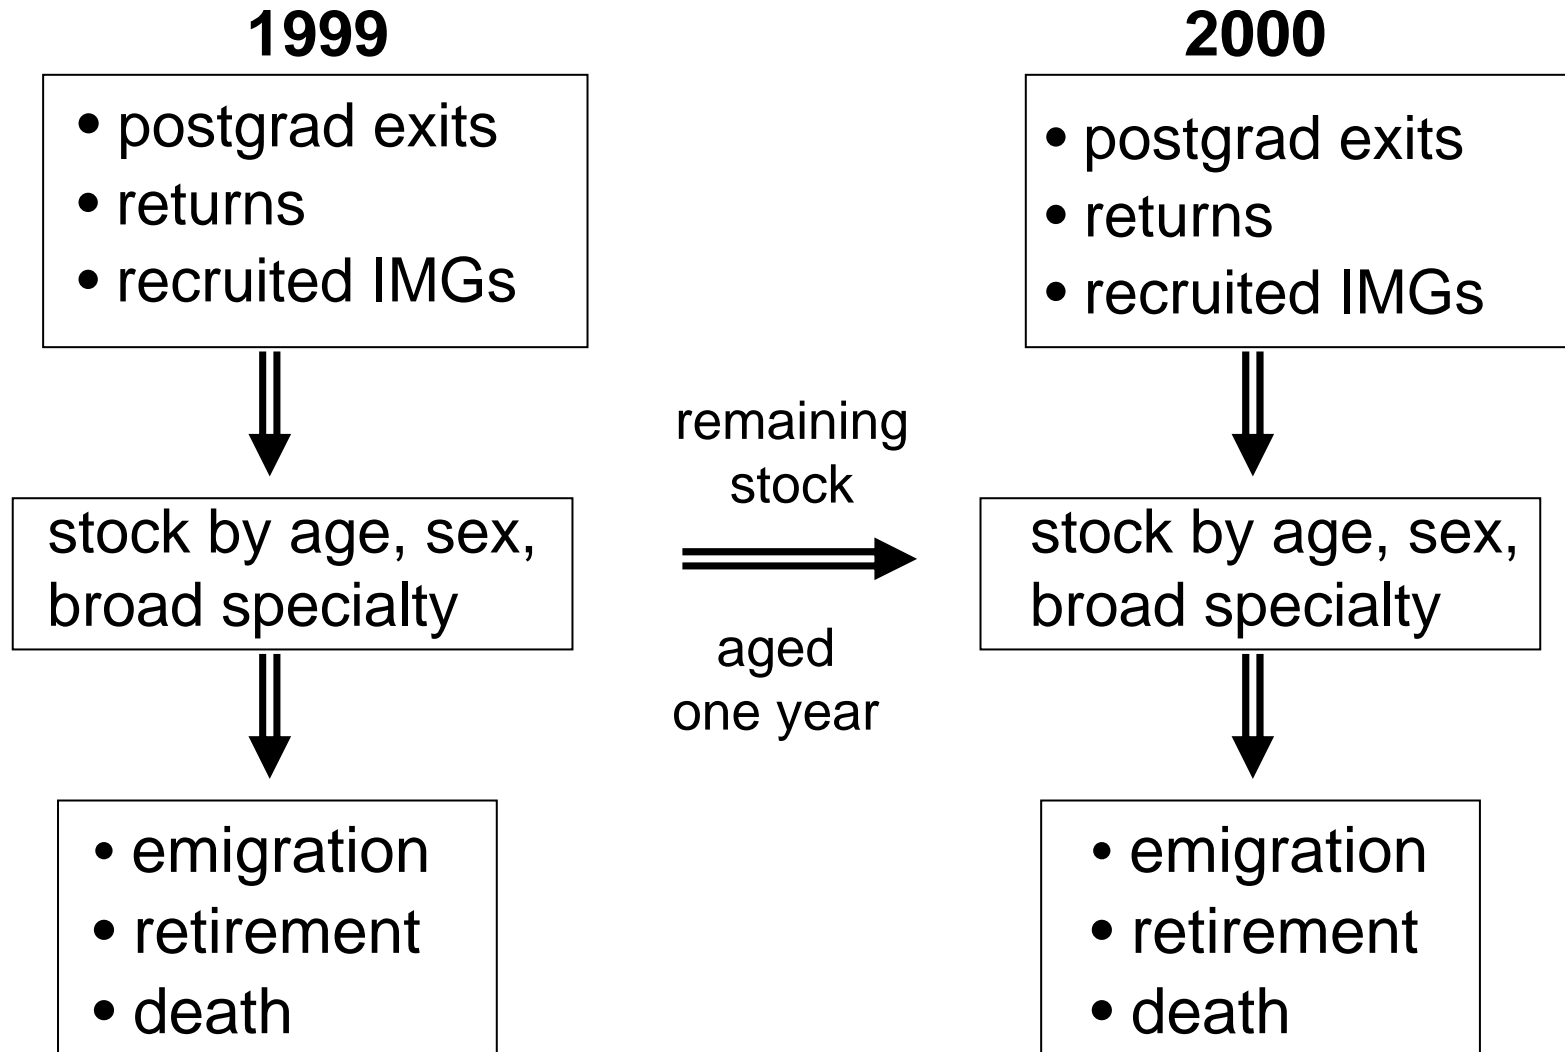 1999
• postgrad exits
• returns
• recruited IMGs
stock by age, sex,
broad specialty
• emigration
• retirement
• death
remaining
stock
aged
one year
2000
• postgrad exits
• returns
• recruited IMGs
stock by age, sex,
broad specialty
• emigration
• retirement
• death